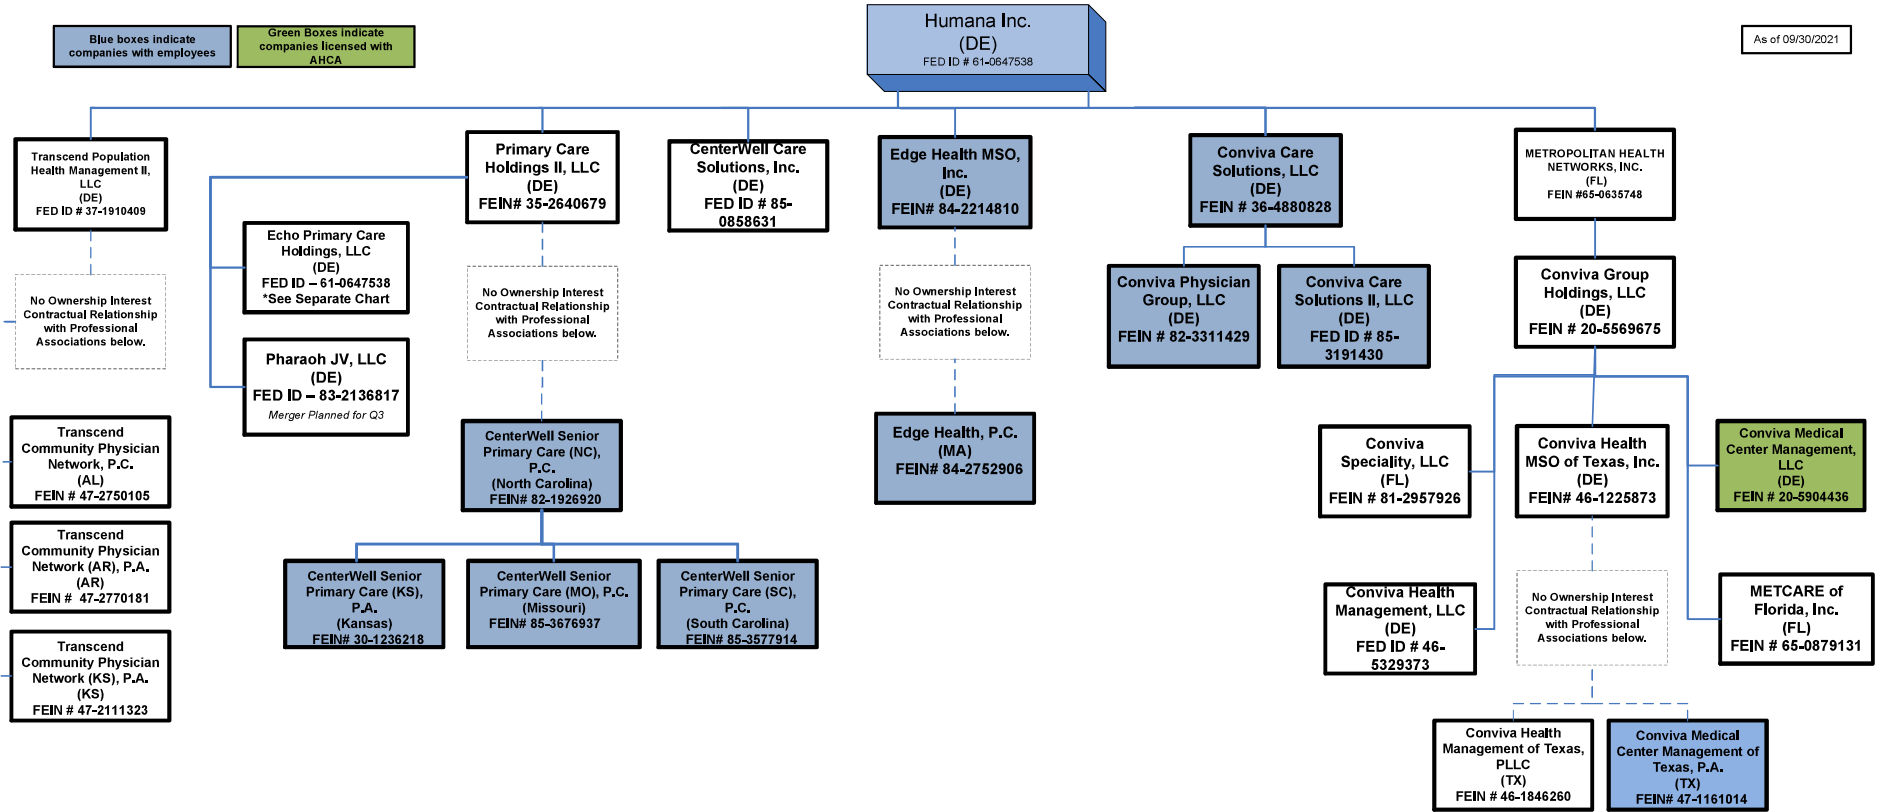 Blue boxes indicate
companies with employees
Green Boxes indicate
companies licensed with
AHCA
Humana Inc.
(DE)
FED ID # 61-0647538
As of 09/30/2021
Transcend Population
Health Management II,
LLC
(DE)
FED ID # 37-1910409
Primary Care
Holdings II, LLC
(DE)
FEIN# 35-2640679
CenterWell Care
Solutions, Inc.
(DE)
FED ID # 85-
0858631
Edge Health MSO,
Inc.
(DE)
FEIN# 84-2214810
Conviva Care
Solutions, LLC
(DE)
FEIN # 36-4880828
METROPOLITAN HEALTH
NETWORKS, INC.
(FL)
FEIN #65-0635748
Echo Primary Care
Holdings, LLC
(DE)
FED ID – 61-0647538
*See Separate Chart
No Ownership Interest
Contractual Relationship
with Professional
Associations below.
No Ownership Interest
Contractual Relationship
with Professional
Associations below.
No Ownership Interest
Contractual Relationship
with Professional
Associations below.
Conviva Physician
Group, LLC
(DE)
FEIN # 82-3311429
Conviva Care
Solutions II, LLC
(DE)
FED ID # 85-
3191430
Conviva Group
Holdings, LLC
(DE)
FEIN # 20-5569675
Pharaoh JV, LLC
(DE)
FED ID – 83-2136817
Merger Planned for Q3
Transcend
Community Physician
Network, P.C.
(AL)
FEIN # 47-2750105
CenterWell Senior
Primary Care (NC),
P.C.
(North Carolina)
FEIN# 82-1926920
Edge Health, P.C.
(MA)
FEIN# 84-2752906
Conviva
Speciality, LLC
(FL)
FEIN # 81-2957926
Conviva Health
MSO of Texas, Inc.
(DE)
FEIN# 46-1225873
Conviva Medical
Center Management,
LLC
(DE)
FEIN # 20-5904436
Transcend
Community Physician
Network (AR), P.A.
(AR)
FEIN # 47-2770181
CenterWell Senior
Primary Care (KS),
P.A.
(Kansas)
FEIN# 30-1236218
CenterWell Senior
Primary Care (MO), P.C.
(Missouri)
FEIN# 85-3676937
CenterWell Senior
Primary Care (SC),
P.C.
(South Carolina)
FEIN# 85-3577914
Conviva Health
Management, LLC
(DE)
FED ID # 46-
5329373
No Ownership Interest
Contractual Relationship
with Professional
Associations below.
METCARE of
Florida, Inc.
(FL)
FEIN # 65-0879131
Transcend
Community Physician
Network (KS), P.A.
(KS)
FEIN # 47-2111323
Conviva Health
Management of Texas,
PLLC
(TX)
FEIN # 46-1846260
Conviva Medical
Center Management of
Texas, P.A.
(TX)
FEIN# 47-1161014